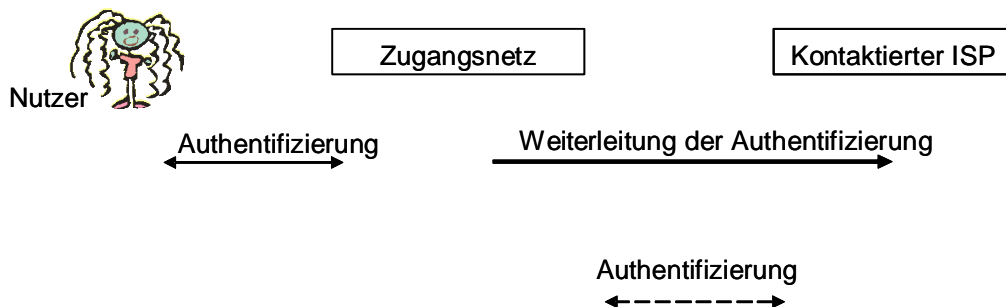 Zugangsnetz
Kontaktierter ISP
Nutzer
Authentifizierung
Weiterleitung der Authentifizierung
Authentifizierung